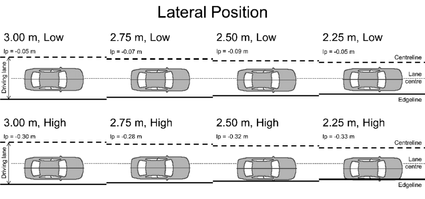 Lateral Position
3.00 m, Low
2.75 m, Low
2.50 m, Low
2.25 m, Low
lp = -0.05 m
lp = -0.07 m
lp = -0.09 m
lp = -0.05 m
Centreline
Driving lane
Lane
centre
Edgeline
3.00 m, High
2.75 m, High
2.50 m, High
2.25 m, High
lp = -0.30 m
lp = -0.28 m
lp = -0.32 m
lp = -0.33 m
Centreline
Driving lane
Lane
centre
Edgeline